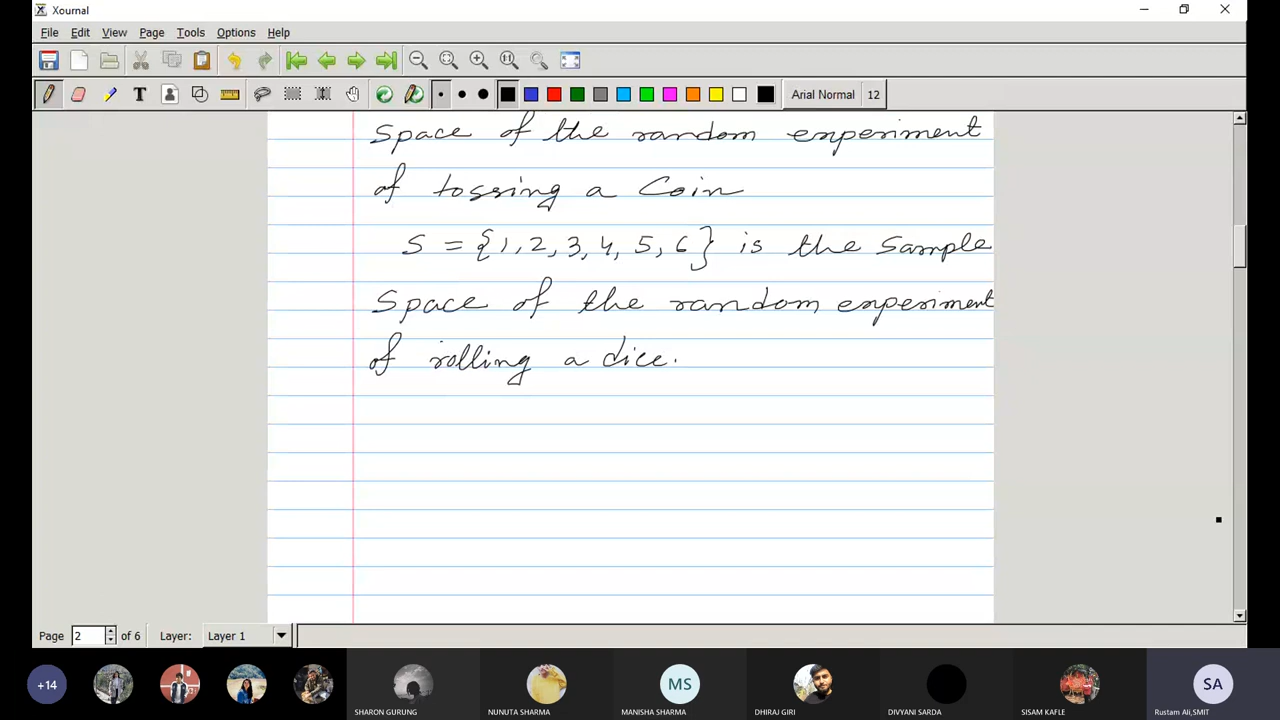 Xournal
File Edit View Page Tools Options Help
Arial Normal 12
Space of the random experiment
of tossing a Coin
S = {1, 2, 3, 4, 5, 6} is the Sample
Space of the random experiment
of rolling a dice.
Page 2 of 6 Layer: Layer 1
+14 MS SA
SHARON GURUNG NUNUTA SHARMA MANISHA SHARMA DHIRAJ GIRI DIVYANI SARDA SISAM KAFLE Rustam Ali,SMIT